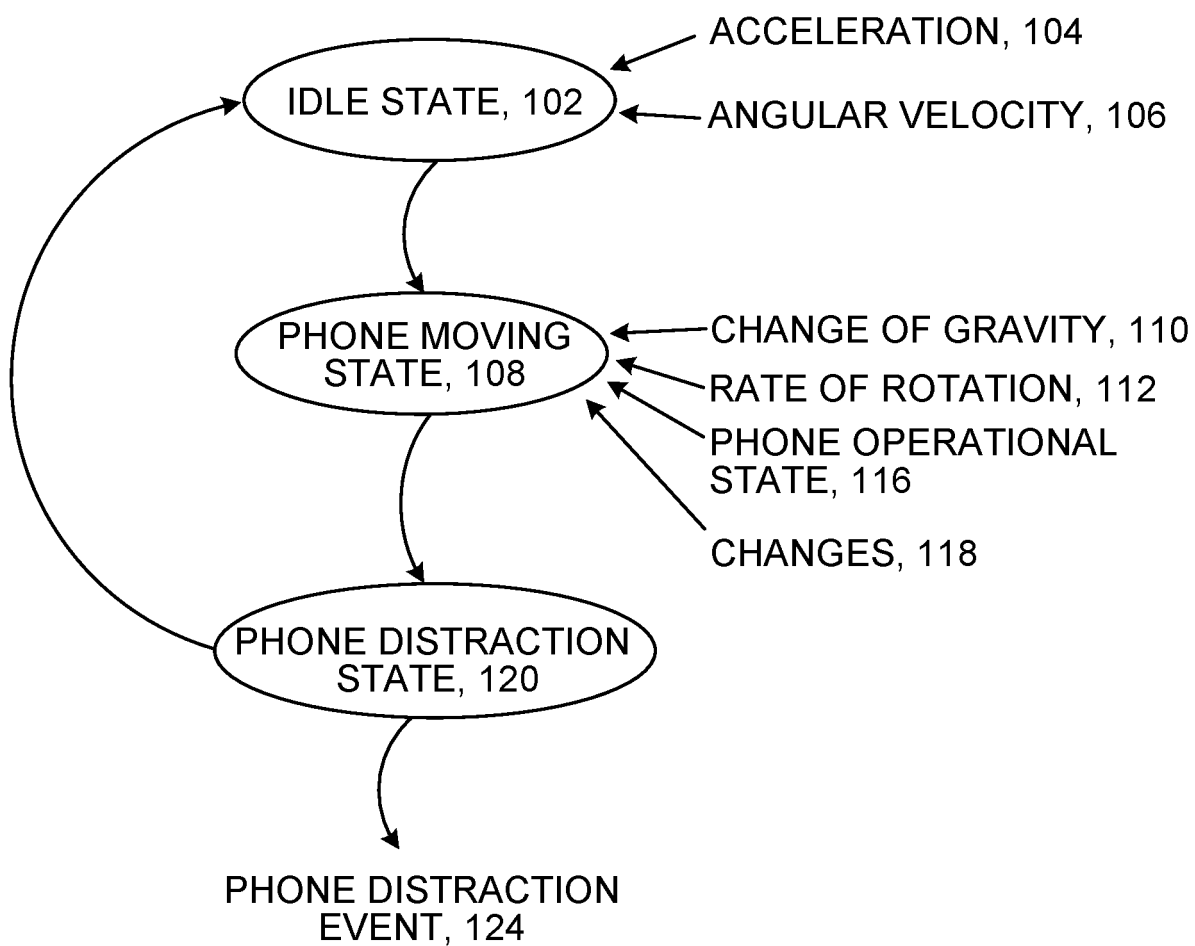 ACCELERATION, 104
IDLE STATE, 102
ANGULAR VELOCITY, 106
PHONE MOVING
STATE, 108
CHANGE OF GRAVITY, 110
RATE OF ROTATION, 112
PHONE OPERATIONAL
STATE, 116
CHANGES, 118
PHONE DISTRACTION
STATE, 120
PHONE DISTRACTION
EVENT, 124